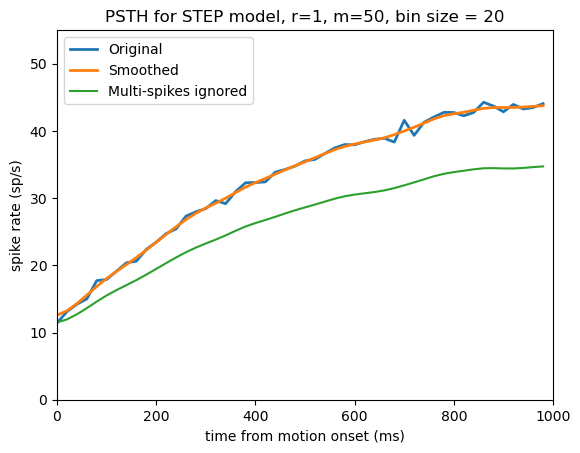 PSTH for STEP model, r=1, m=50, bin size = 20
Original
Smoothed
Multi-spikes ignored
50
40
30
20
10
0
spike rate (sp/s)
0 200 400 600 800 1000
time from motion onset (ms)